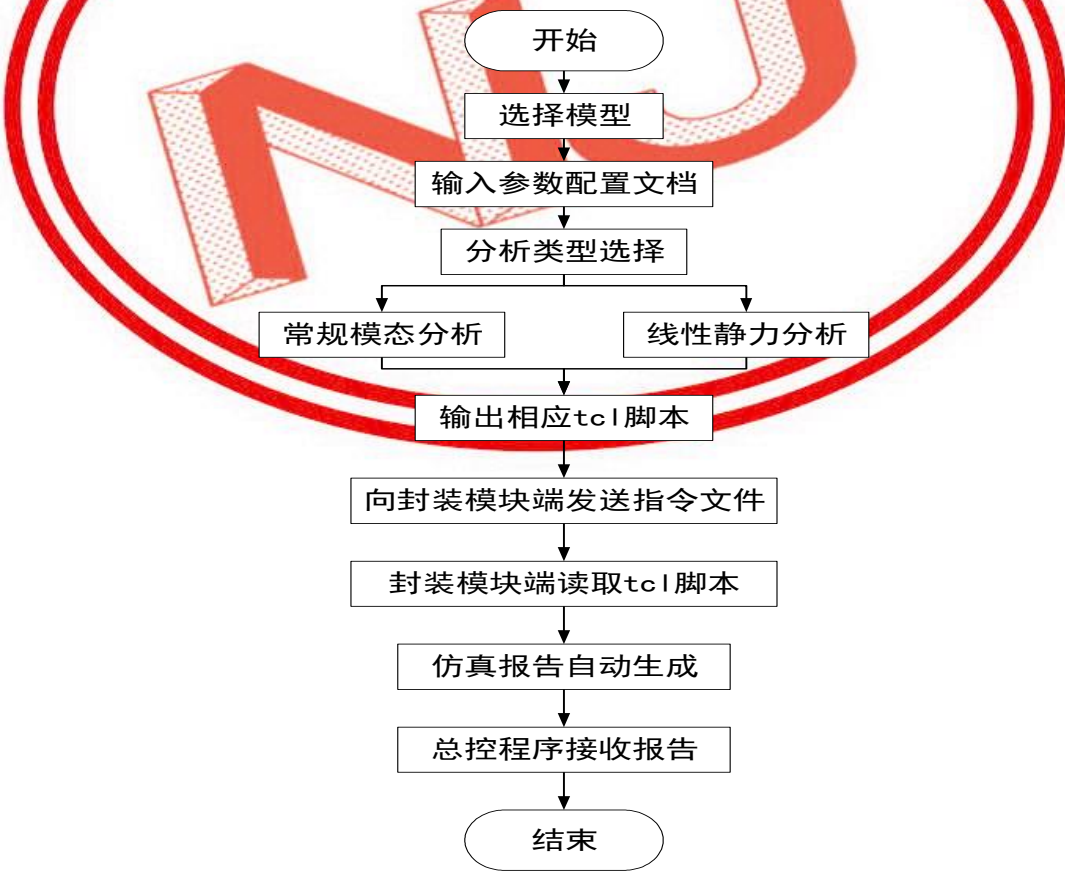 开始
选择模型
输入参数配置文档
分析类型选择
常规模态分析
线性静力分析
输出相应tcl脚本
向封装模块端发送指令文件
封装模块端读取tcl脚本
仿真报告自动生成
总控程序接收报告
结束